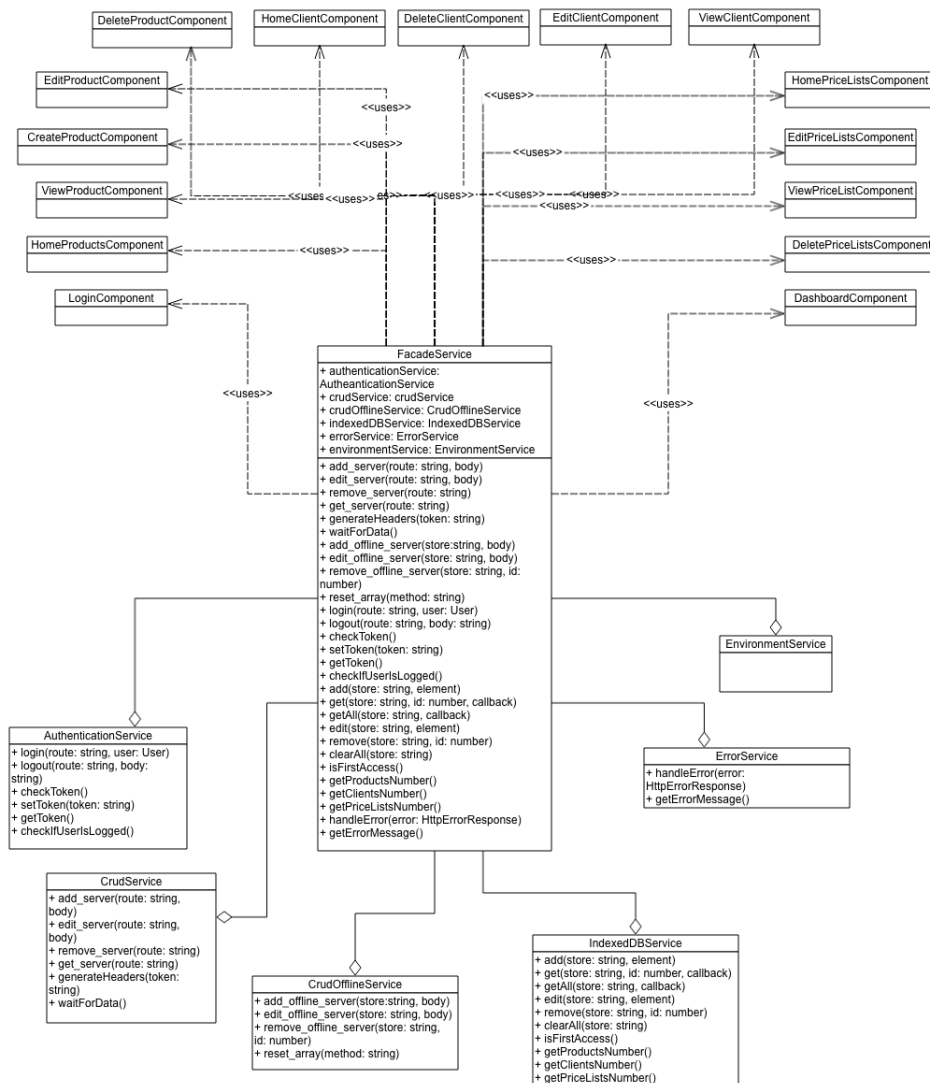 DeleteProductComponent
HomeClientComponent
DeleteClientComponent
EditClientComponent
ViewClientComponent
EditProductComponent
HomePriceListsComponent
<<uses>>
<<uses>>
CreateProductComponent
EditPriceListsComponent
<<uses>>
<<uses>>
ViewProductComponent
ViewPriceListComponent
<<uses
<<uses>>
es>>
<<uses>>
<<uses>>
<<uses>>
HomeProductsComponent
DeletePriceListsComponent
<<uses>>
<<uses>>
LoginComponent
DashboardComponent
<<uses>>
<<uses>>
FacadeService
+ authenticationService:
AutheanticationService
+ crudService: crudService
+ crudOfflineService: CrudOfflineService
+ indexedDBService: IndexedDBService
+ errorService: ErrorService
+ environmentService: EnvironmentService
+ add_server(route: string, body)
+ edit_server(route: string, body)
+ remove_server(route: string)
+ get_server(route: string)
+ generateHeaders(token: string)
+ waitForData()
+ add_offline_server(store:string, body)
+ edit_offline_server(store: string, body)
+ remove_offline_server(store: string, id:
number)
+ reset_array(method: string)
+ login(route: string, user: User)
+ logout(route: string, body: string)
+ checkToken()
+ setToken(token: string)
+ getToken()
+ checkIfUserIsLogged()
+ add(store: string, element)
+ get(store: string, id: number, callback)
+ getAll(store: string, callback)
+ edit(store: string, element)
+ remove(store: string, id: number)
+ clearAll(store: string)
+ isFirstAccess()
+ getProductsNumber()
+ getClientsNumber()
+ getPriceListsNumber()
+ handleError(error: HttpErrorResponse)
+ getErrorMessage()
EnvironmentService
AuthenticationService
+ login(route: string, user: User)
+ logout(route: string, body:
string)
+ checkToken()
+ setToken(token: string)
+ getToken()
+ checkIfUserIsLogged()
ErrorService
+ handleError(error:
HttpErrorResponse)
+ getErrorMessage()
CrudService
+ add_server(route: string,
body)
+ edit_server(route: string,
body)
+ remove_server(route: string)
+ get_server(route: string)
+ generateHeaders(token:
string)
+ waitForData()
CrudOfflineService
+ add_offline_server(store:string, body)
+ edit_offline_server(store: string, body)
+ remove_offline_server(store: string,
id: number)
+ reset_array(method: string)
IndexedDBService
+ add(store: string, element)
+ get(store: string, id: number, callback)
+ getAll(store: string, callback)
+ edit(store: string, element)
+ remove(store: string, id: number)
+ clearAll(store: string)
+ isFirstAccess()
+ getProductsNumber()
+ getClientsNumber()
+ getPriceListsNumber()